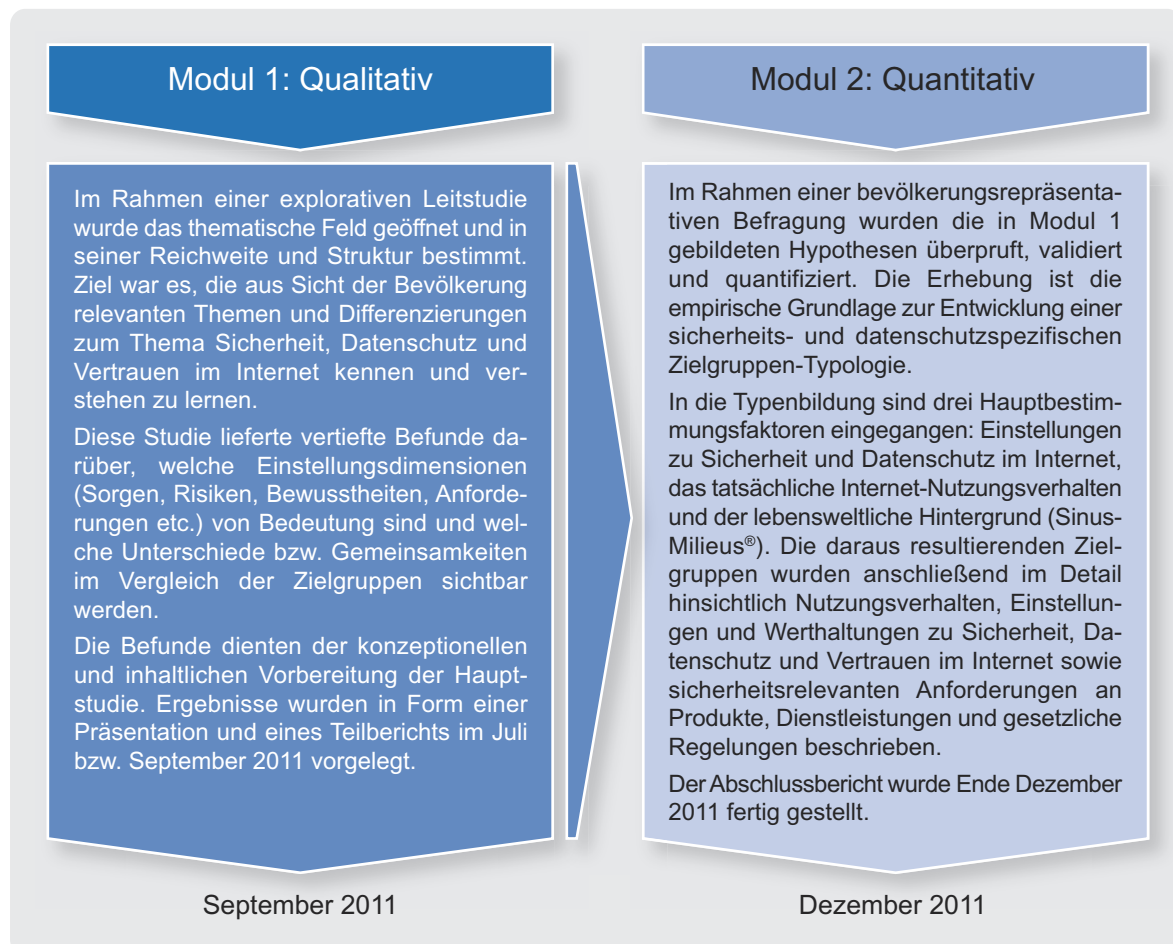 Modul 1: Qualitativ
Im Rahmen einer explorativen Leitstudie
wurde das thematische Feld geöffnet und in
seiner Reichweite und Struktur bestimmt.
Ziel war es, die aus Sicht der Bevölkerung
relevanten Themen und Differenzierungen
zum Thema Sicherheit, Datenschutz und
Vertrauen im Internet kennen und ver-
stehen zu lernen.
Diese Studie lieferte vertiefte Befunde da-
rüber, welche Einstellungsdimensionen
(Sorgen, Risiken, Bewusstheiten, Anforde-
rungen etc.) von Bedeutung sind und wel-
che Unterschiede bzw. Gemeinsamkeiten
im Vergleich der Zielgruppen sichtbar
werden.
Die Befunde dienten der konzeptionellen
und inhaltlichen Vorbereitung der Haupt-
studie. Ergebnisse wurden in Form einer
Präsentation und eines Teilberichts im Juli
bzw. September 2011 vorgelegt.
September 2011
Modul 2: Quantitativ
Im Rahmen einer bevölkerungsrepräsenta-
tiven Befragung wurden die in Modul 1
gebildeten Hypothesen überpruft, validiert
und quantifiziert. Die Erhebung ist die
empirische Grundlage zur Entwicklung einer
sicherheits- und datenschutzspezifischen
Zielgruppen-Typologie.
In die Typenbildung sind drei Hauptbestim-
mungsfaktoren eingegangen: Einstellungen
zu Sicherheit und Datenschutz im Internet,
das tatsächliche Internet-Nutzungsverhalten
und der lebensweltliche Hintergrund (Sinus-
Milieus®). Die daraus resultierenden Ziel-
gruppen wurden anschließend im Detail
hinsichtlich Nutzungsverhalten, Einstellun-
gen und Werthaltungen zu Sicherheit, Da-
tenschutz und Vertrauen im Internet sowie
sicherheitsrelevanten Anforderungen an
Produkte, Dienstleistungen und gesetzliche
Regelungen beschrieben.
Der Abschlussbericht wurde Ende Dezember
2011 fertig gestellt.
Dezember 2011